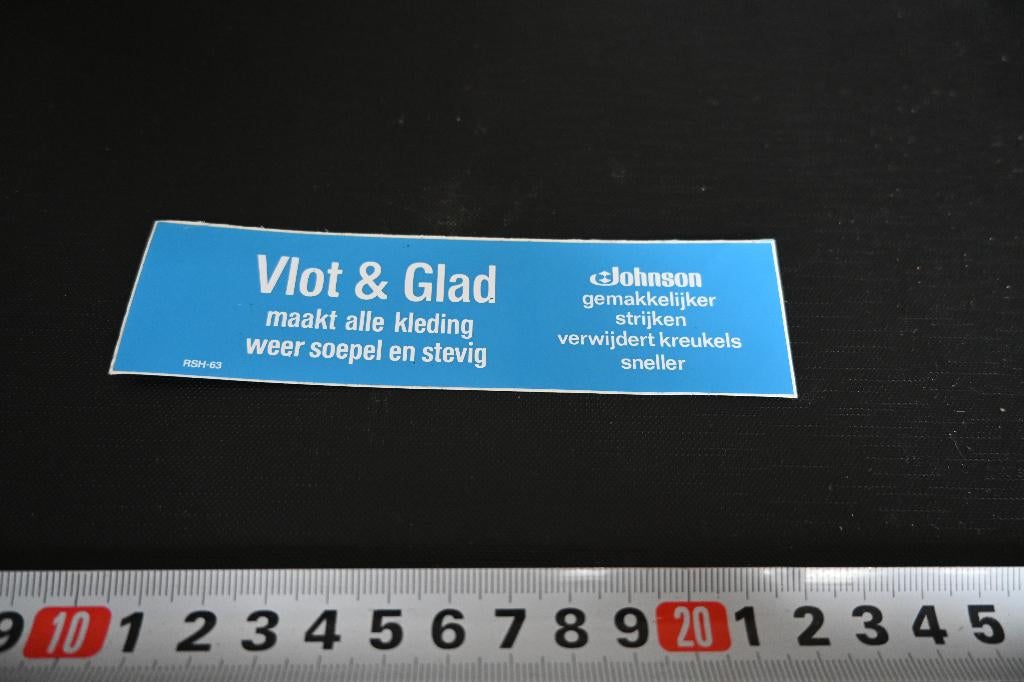 Vlot & Glad
maakt alle kleding
weer soepel en stevig
RSH-63
Johnson
gemakkelijker
strijken
verwijdert kreukels
sneller
9 10 1 2 3 4 5 6 7 8 9 20 1 2 3 4 5